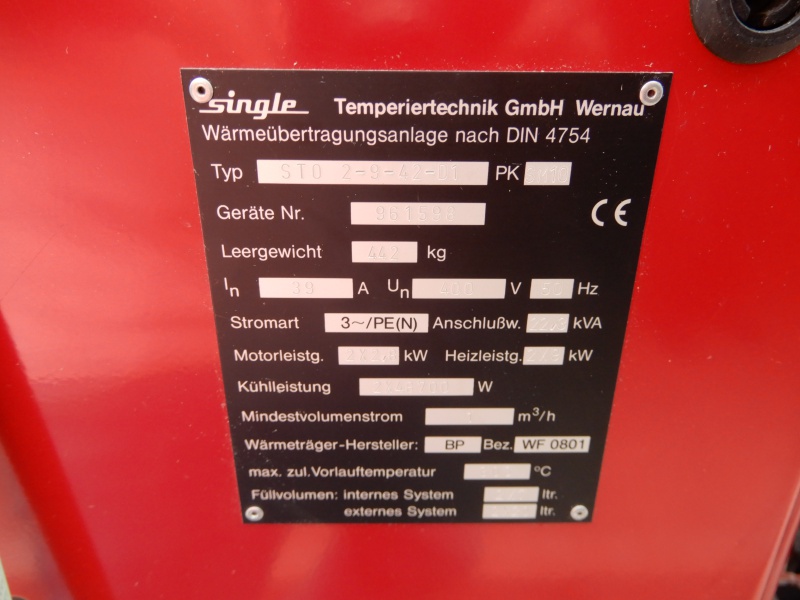 single Temperiertechnik GmbH Wernau
Wärmeübertragungsanlage nach DIN 4754
Typ PK
Geräte Nr. CE
Leergewicht 442 kg
In 39 A Un V Hz
Stromart 3~/PE(N) Anschlußw. kVA
Motorleistg. kW Heizleistg. kW
Kühlleistung W
Mindestvolumenstrom m³/h
Wärmeträger-Hersteller: BP Bez. WF 0801
max. zul.Vorlauftemperatur °C
Füllvolumen: internes System ltr.
externes System ltr.